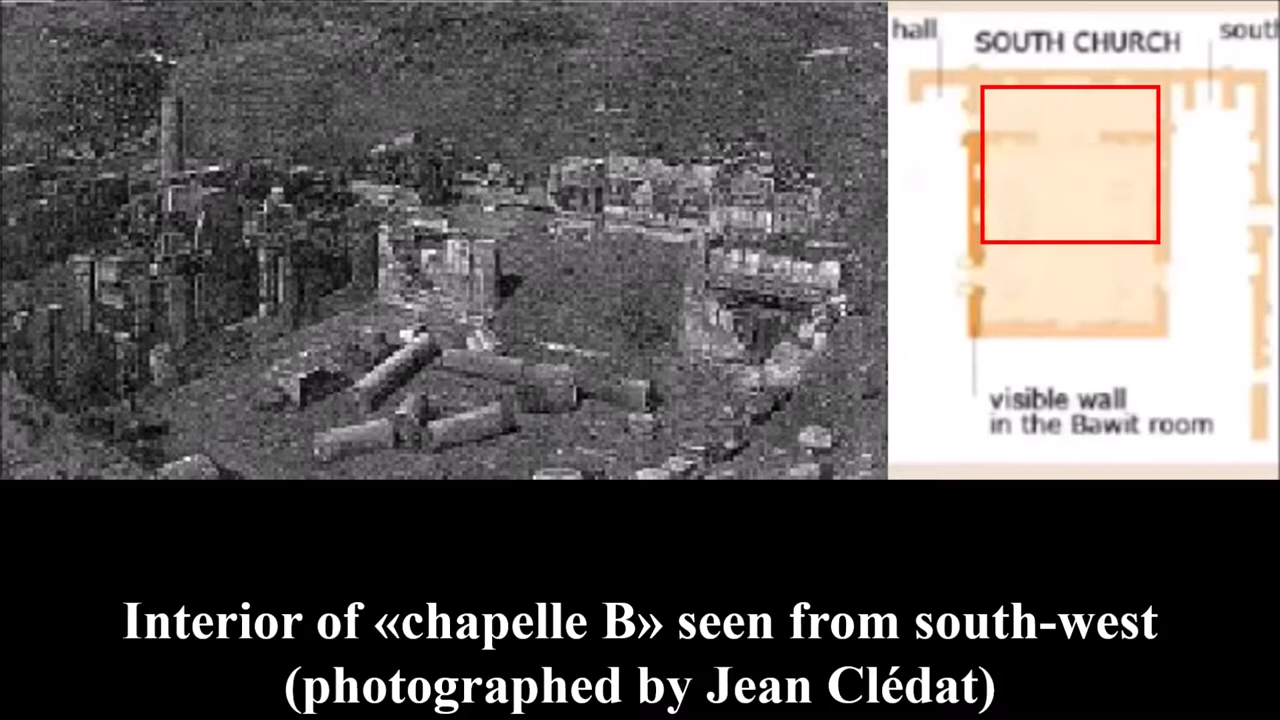 hall
SOUTH CHURCH
south
visible wall
in the Bawit room
Interior of «chapelle B» seen from south-west
(photographed by Jean Clédat)